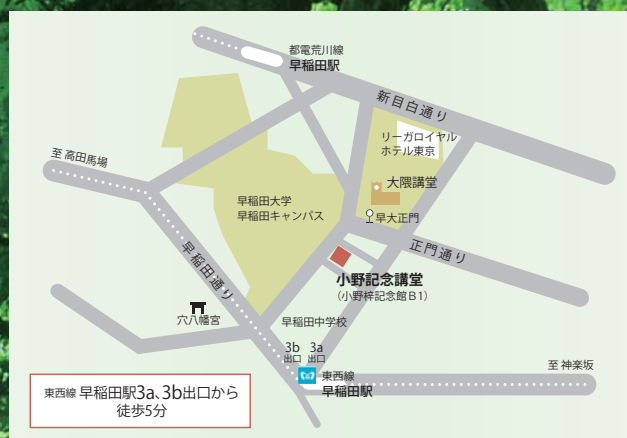 都電荒川線
早稲田駅
新目白通り
リーガロイヤル
ホテル東京
至 高田馬場
大隈講堂
早稲田大学
早稲田キャンパス
早大正門
正門通り
早稲田通り
小野記念講堂
(小野梓記念館B1)
穴八幡宮
早稲田中学校
3b 3a
出口 出口
至 神楽坂
東西線
早稲田駅
東西線 早稲田駅3a、3b出口から
徒歩5分